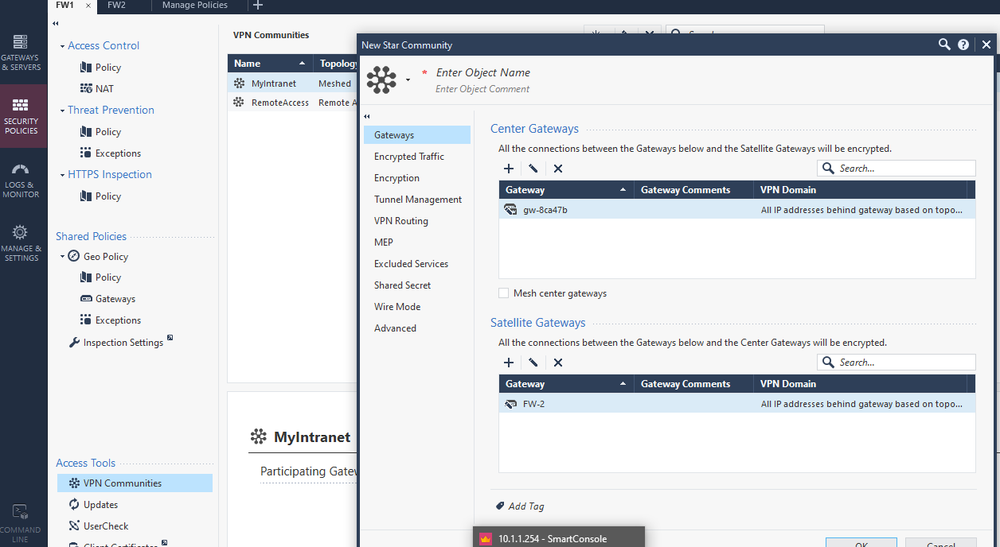 FW1
FW2
Manage Policies
GATEWAYS
& SERVERS
SECURITY
POLICIES
LOGS &
MONITOR
MANAGE &
SETTINGS
COMMAND
LINE
Access Control
Policy
NAT
Threat Prevention
Policy
Exceptions
HTTPS Inspection
Policy
Shared Policies
Geo Policy
Policy
Gateways
Exceptions
Inspection Settings
Access Tools
VPN Communities
Updates
UserCheck
Client Certificates
VPN Communities
Name Topology
MyIntranet Meshed
RemoteAccess Remote A
MyIntranet
Participating Gatew
New Star Community
* Enter Object Name
Enter Object Comment
Gateways
Encrypted Traffic
Encryption
Tunnel Management
VPN Routing
MEP
Excluded Services
Shared Secret
Wire Mode
Advanced
Center Gateways
All the connections between the Gateways below and the Satellite Gateways will be encrypted.
Search...
Gateway Gateway Comments VPN Domain
gw-8ca47b All IP addresses behind gateway based on topo...
Mesh center gateways
Satellite Gateways
All the connections between the Gateways below and the Center Gateways will be encrypted.
Search...
Gateway Gateway Comments VPN Domain
FW-2 All IP addresses behind gateway based on topo...
Add Tag
10.1.1.254 - SmartConsole
OK Cancel